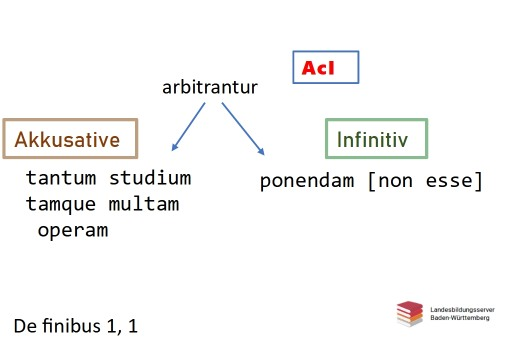 AcI
arbitrantur
Akkusative
Infinitiv
tantum studium
tamque multam
operam
ponendam [non esse]
Landesbildungsserver
Baden-Württemberg
De finibus 1, 1